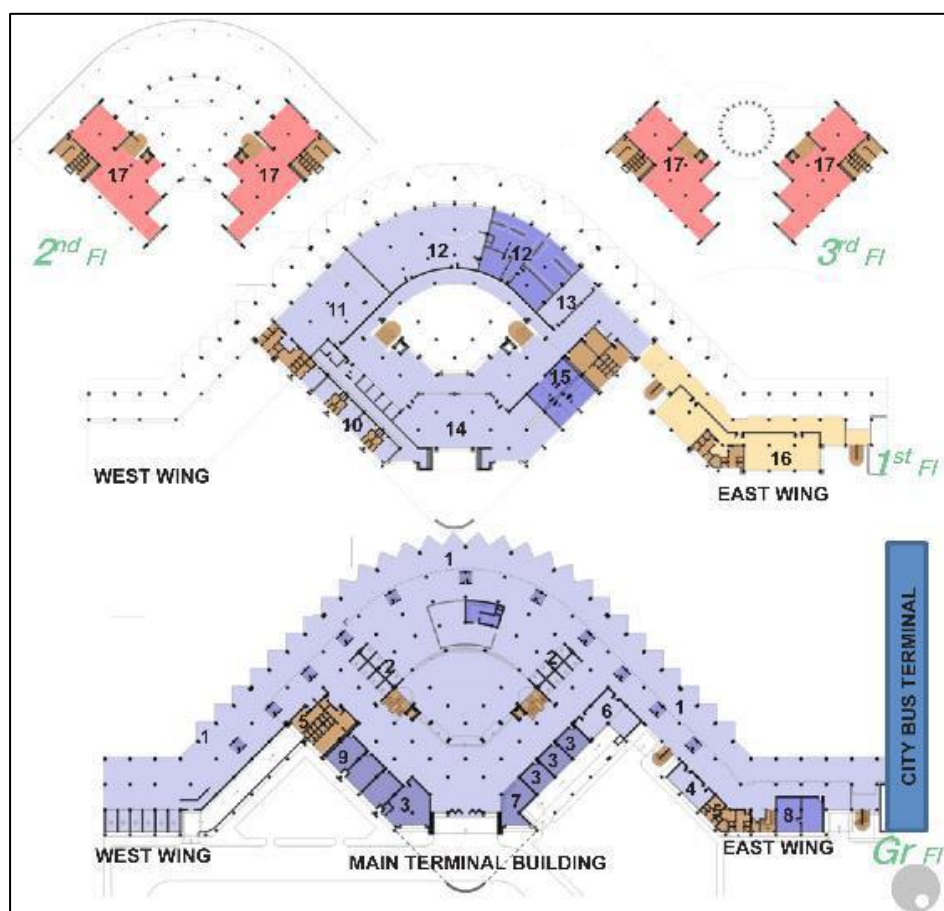 17
17
17
17
2nd Fl
3rd Fl
12
12
13
11
15
10
14
16
WEST WING
EAST WING
1st Fl
1
2
2
1
1
5
6
9
3
3
3
3
3
7
4
5
8
CITY BUS TERMINAL
WEST WING
MAIN TERMINAL BUILDING
EAST WING
Gr Fl